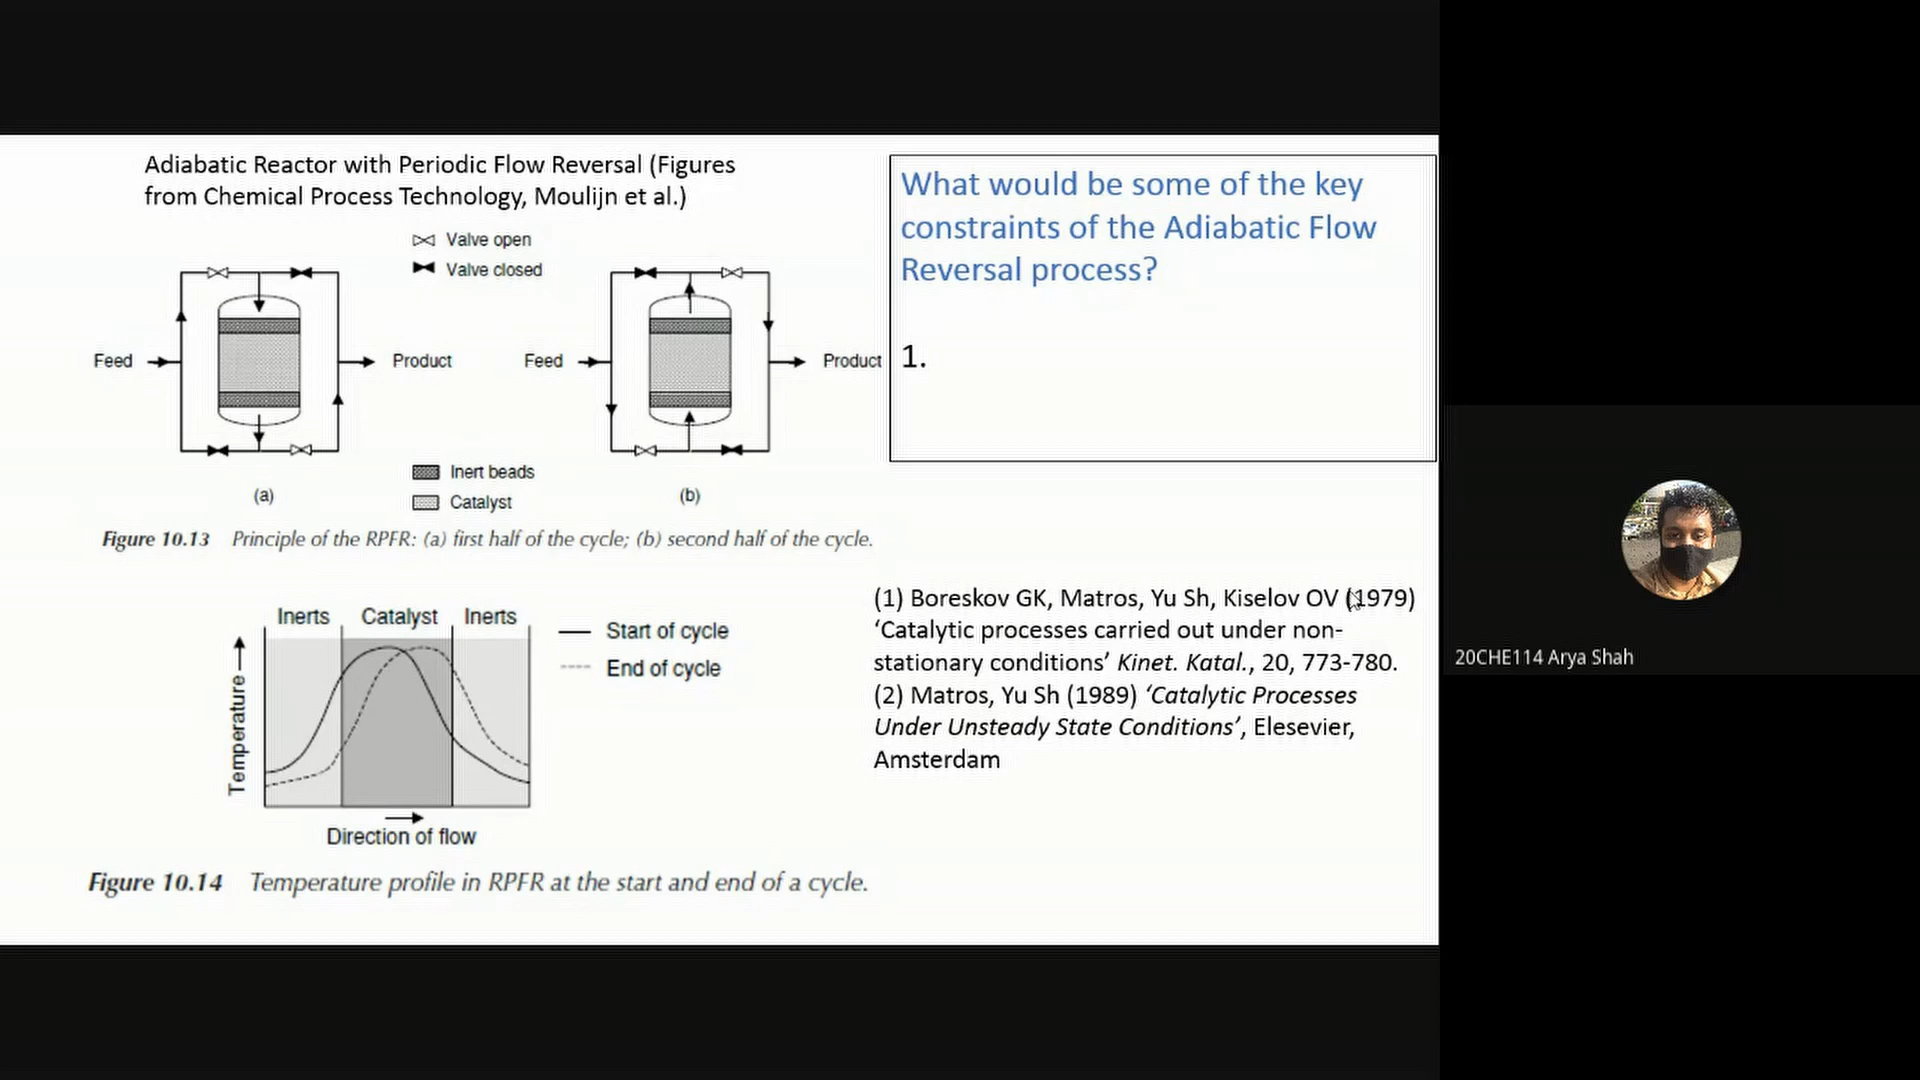 Adiabatic Reactor with Periodic Flow Reversal (Figures
from Chemical Process Technology, Moulijn et al.)
Valve open
Valve closed
Feed
Product
Feed
Product
Inert beads
Catalyst
(a)
(b)
Figure 10.13 Principle of the RPFR: (a) first half of the cycle; (b) second half of the cycle.
Inerts Catalyst Inerts
Start of cycle
End of cycle
Temperature
Direction of flow
Figure 10.14 Temperature profile in RPFR at the start and end of a cycle.
What would be some of the key
constraints of the Adiabatic Flow
Reversal process?
1.
(1) Boreskov GK, Matros, Yu Sh, Kiselov OV (1979)
‘Catalytic processes carried out under non-
stationary conditions’ Kinet. Katal., 20, 773-780.
(2) Matros, Yu Sh (1989) ‘Catalytic Processes
Under Unsteady State Conditions’, Elesevier,
Amsterdam
20CHE114 Arya Shah